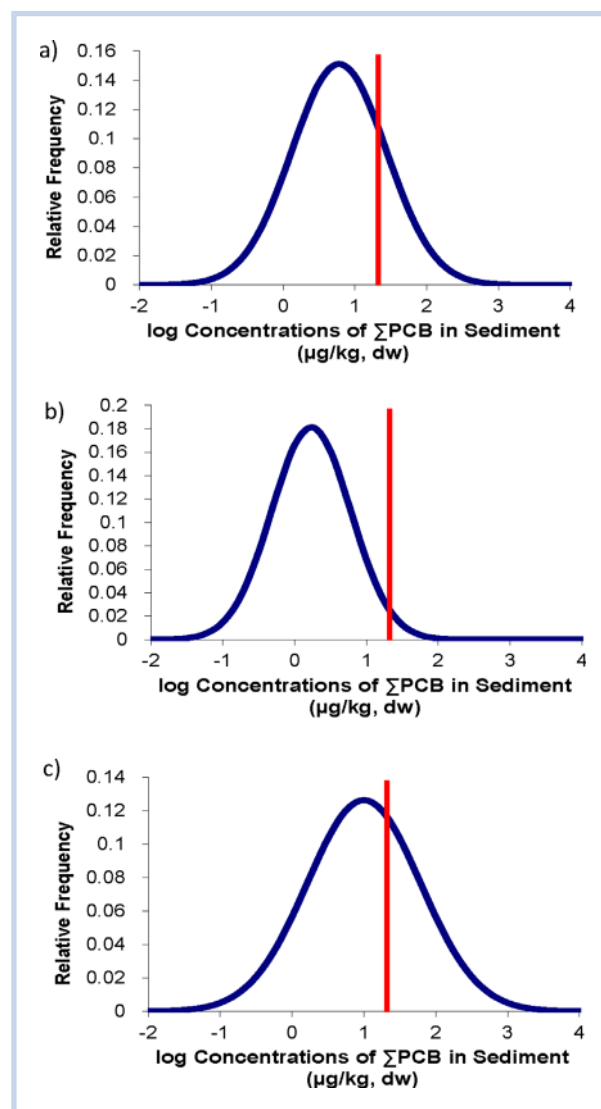 a)
0.16
0.14
0.12
0.1
0.08
0.06
0.04
0.02
0
Relative Frequency
-2 -1 0 1 2 3 4
log Concentrations of ∑PCB in Sediment
(µg/kg, dw)
b)
0.2
0.18
0.16
0.14
0.12
0.1
0.08
0.06
0.04
0.02
0
Relative Frequency
-2 -1 0 1 2 3 4
log Concentrations of ∑PCB in Sediment
(µg/kg, dw)
c)
0.14
0.12
0.10
0.08
0.06
0.04
0.02
0
Relative Frequency
-2 -1 0 1 2 3 4
log Concentrations of ∑PCB in Sediment
(µg/kg, dw)